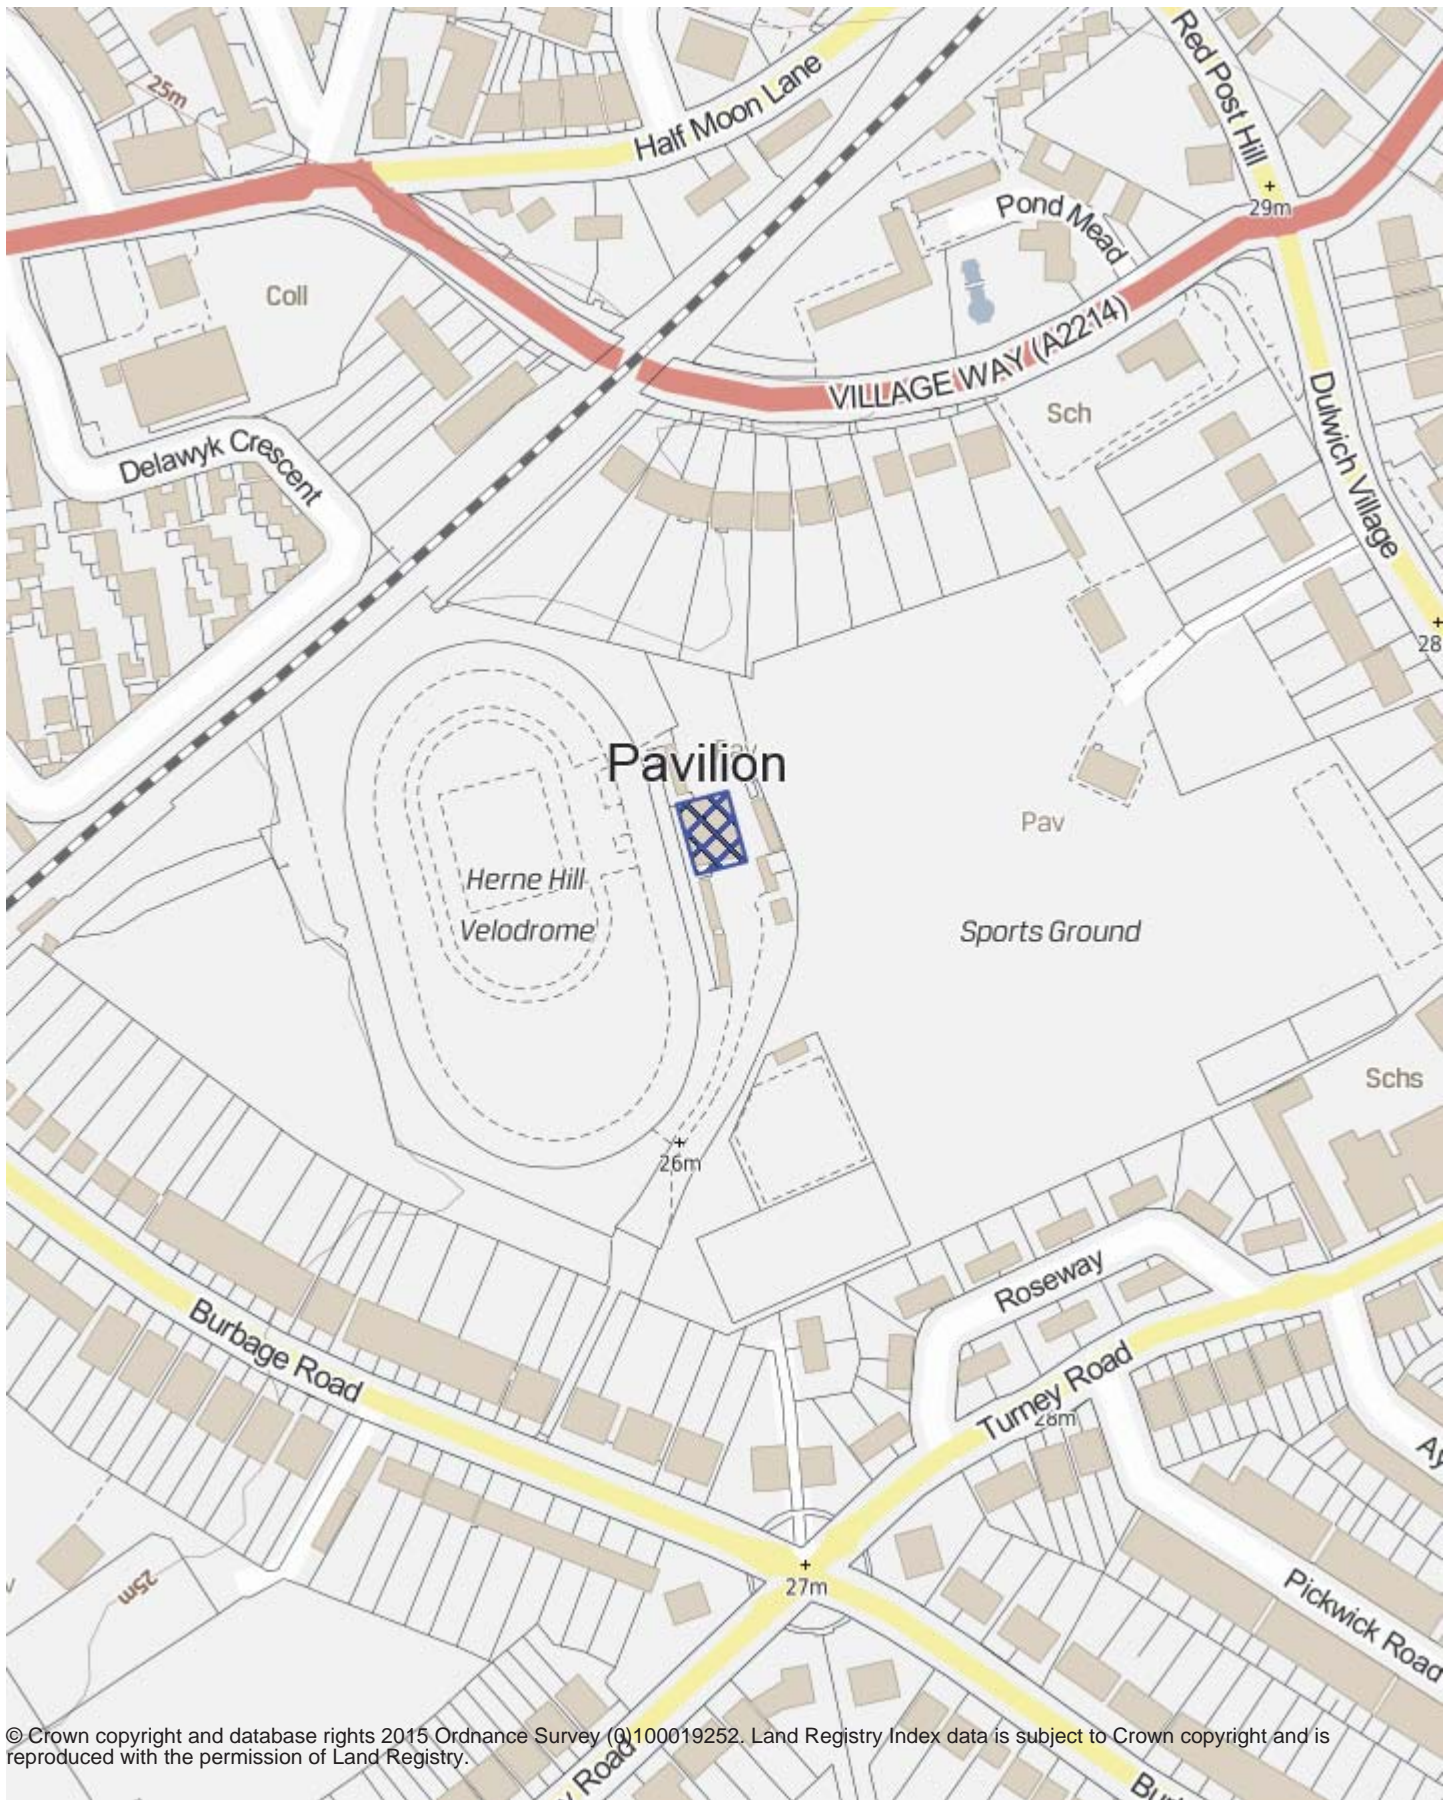 25m
Half Moon Lane
Red Post Hill
29m
Pond Mead
Coll
VILLAGE WAY (A2214)
Sch
Dulwich Village
Delawyk Crescent
28
Pavilion
Pav
Herne Hill
Velodrome
Sports Ground
Schs
26m
Roseway
Burbage Road
Turney Road
28m
Ay
27m
25m
Pickwick Road
© Crown copyright and database rights 2015 Ordnance Survey (0)100019252. Land Registry Index data is subject to Crown copyright and is
reproduced with the permission of Land Registry.
y Road